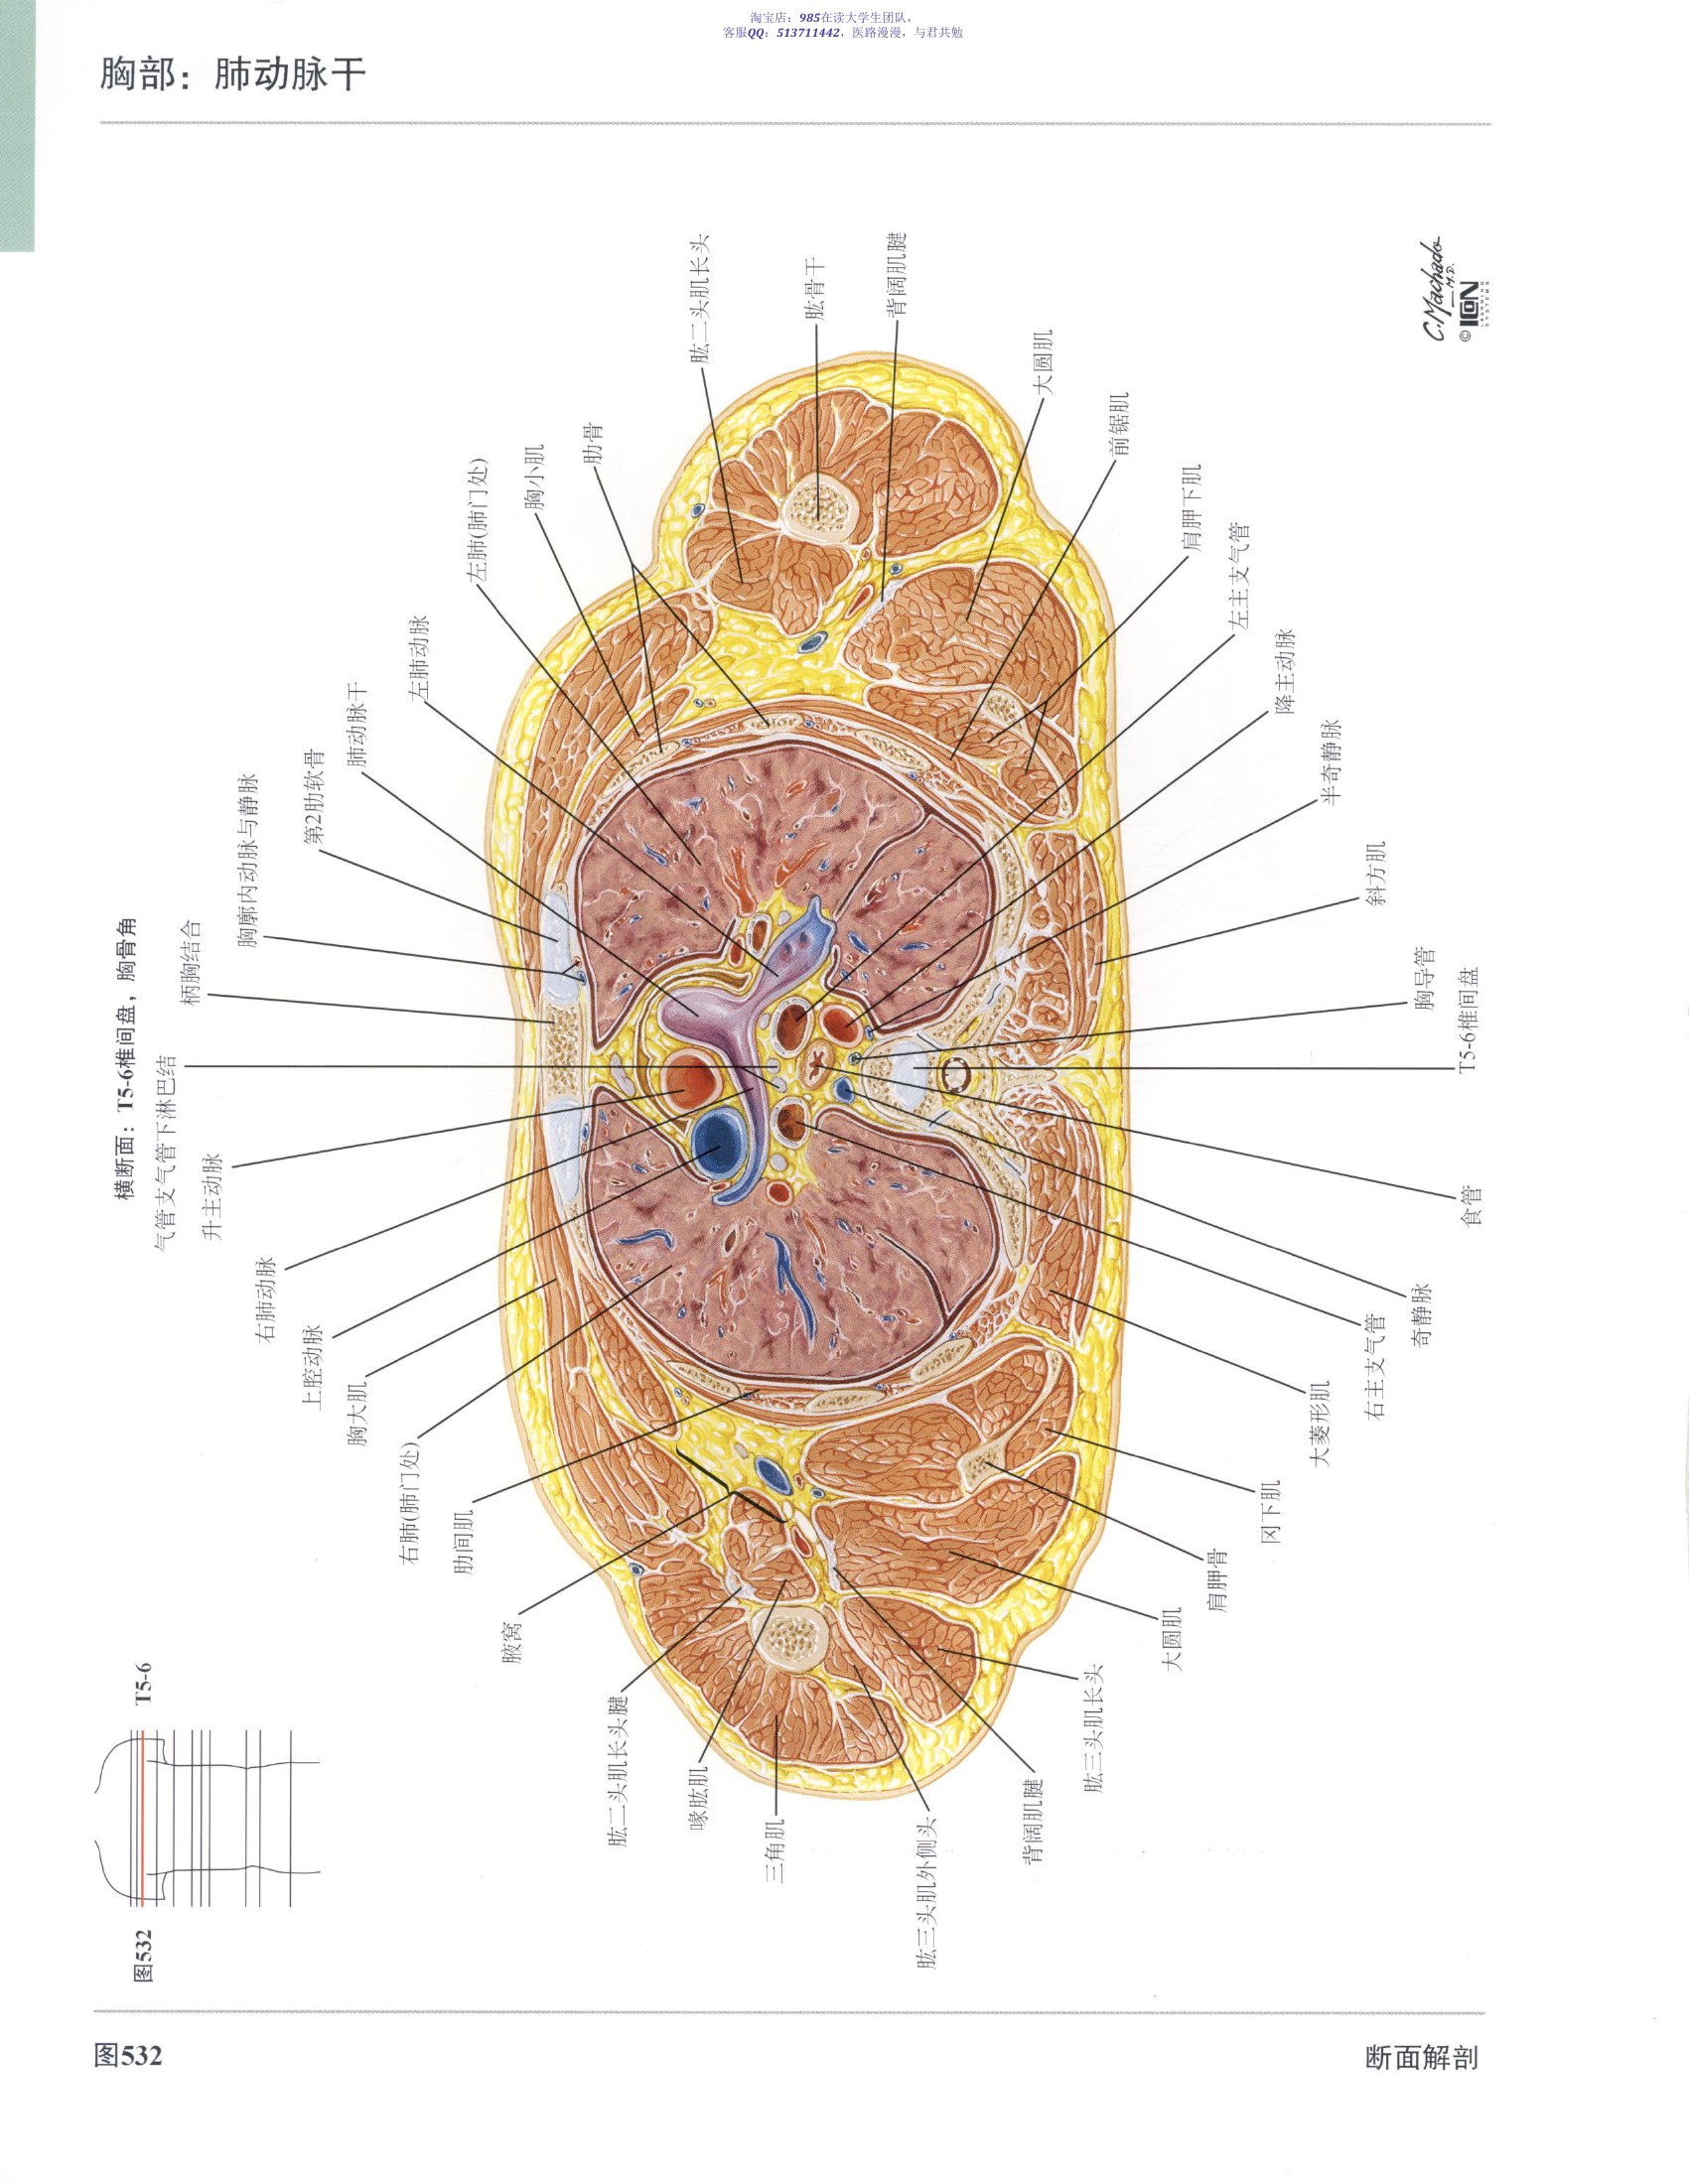 淘宝店：985在读大学生团队，
客服QQ：513711442，医路漫漫，与君共勉
胸部：肺动脉干
横断面：T5-6椎间盘，胸骨角
气管支气管下淋巴结
柄胸结合
升主动脉
胸廓内动脉与静脉
右肺动脉
第2肋软骨
上腔动脉
肺动脉干
胸大肌
左肺动脉
右肺(肺门处)
左肺(肺门处)
肋间肌
胸小肌
腋窝
肋骨
肱二头肌长头腱
肱二头肌长头
喙肱肌
肱骨干
三角肌
背阔肌腱
肱三头肌外侧头
大圆肌
背阔肌腱
前锯肌
肱三头肌长头
肩胛下肌
大圆肌
左主支气管
肩胛骨
降主动脉
冈下肌
半奇静脉
大菱形肌
斜方肌
右主支气管
胸导管
奇静脉
T5-6椎间盘
食管
T5-6
图532
C.Machado
M.D.
© ICON
LEARNING
SYSTEMS
图532
断面解剖